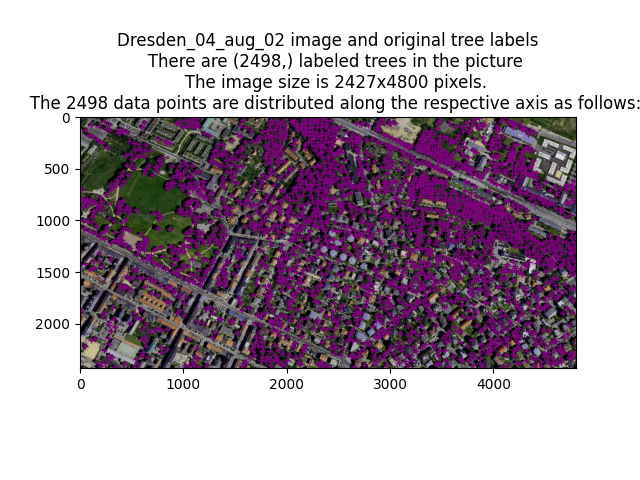 Dresden_04_aug_02 image and original tree labels
There are (2498,) labeled trees in the picture
The image size is 2427x4800 pixels.
The 2498 data points are distributed along the respective axis as follows:
0
500
1000
1500
2000
0 1000 2000 3000 4000